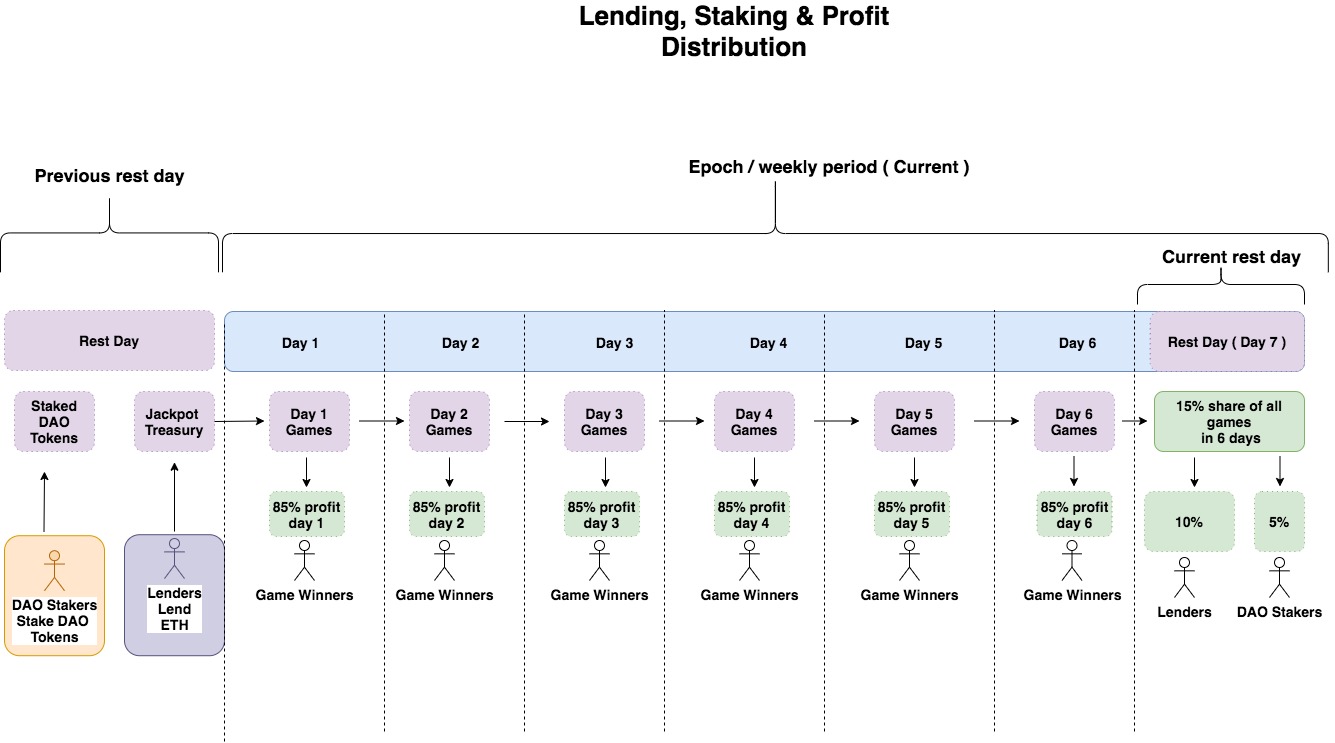 Lending, Staking & Profit
Distribution
Previous rest day
Epoch / weekly period ( Current )
Current rest day
Rest Day
Day 1
Day 2
Day 3
Day 4
Day 5
Day 6
Rest Day ( Day 7 )
Staked
DAO
Tokens
Jackpot
Treasury
Day 1
Games
Day 2
Games
Day 3
Games
Day 4
Games
Day 5
Games
Day 6
Games
15% share of all
games
in 6 days
85% profit
day 1
85% profit
day 2
85% profit
day 3
85% profit
day 4
85% profit
day 5
85% profit
day 6
10%
5%
DAO Stakers
Stake DAO
Tokens
Lenders
Lend
ETH
Game Winners
Game Winners
Game Winners
Game Winners
Game Winners
Game Winners
Lenders
DAO Stakers